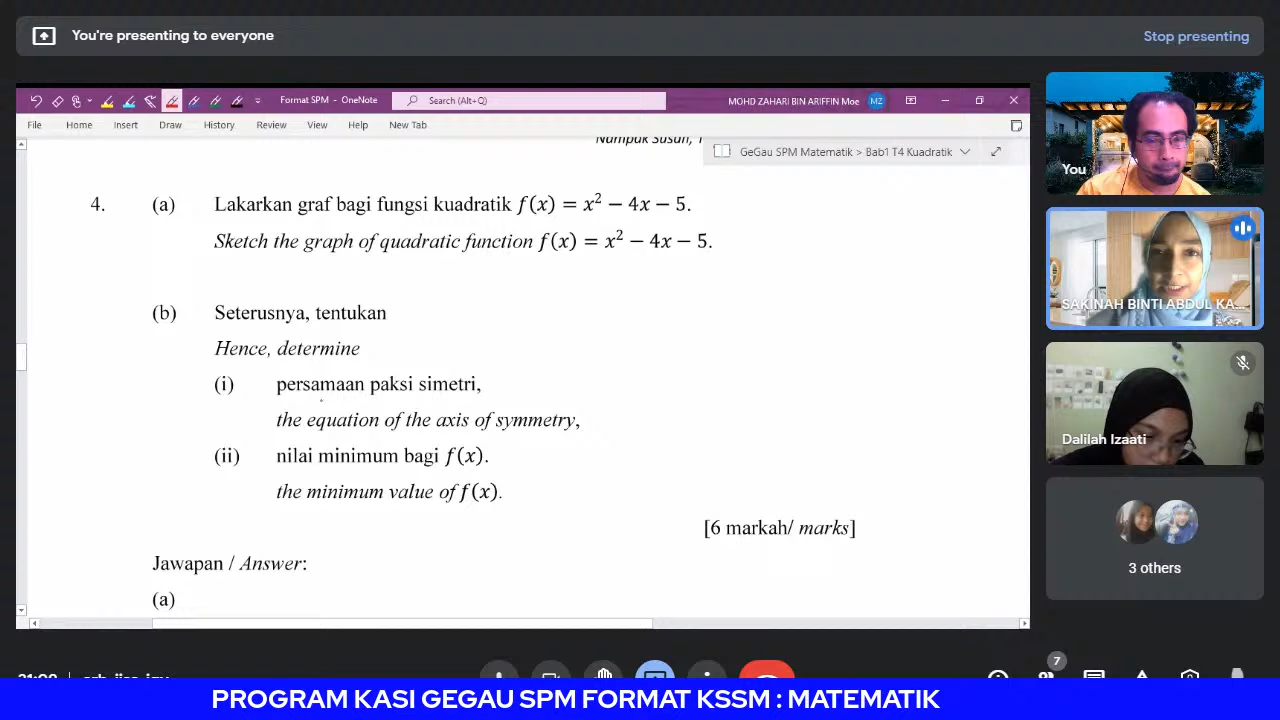 You're presenting to everyone
Stop presenting
Format SPM - OneNote
Search (Alt+Q)
MOHD ZAHARI BIN ARIFFIN Moe
MZ
File Home Insert Draw History Review View Help New Tab
GeGau SPM Matematik > Bab1 T4 Kuadratik
4. (a) Lakarkan graf bagi fungsi kuadratik f(x) = x² − 4x − 5.
Sketch the graph of quadratic function f(x) = x² − 4x − 5.
(b) Seterusnya, tentukan
Hence, determine
(i) persamaan paksi simetri,
the equation of the axis of symmetry,
(ii) nilai minimum bagi f(x).
the minimum value of f(x).
[6 markah/ marks]
Jawapan / Answer:
(a)
You
SAKINAH BINTI ABDUL KA...
Dalilah Izaati
3 others
7
PROGRAM KASI GEGAU SPM FORMAT KSSM : MATEMATIK